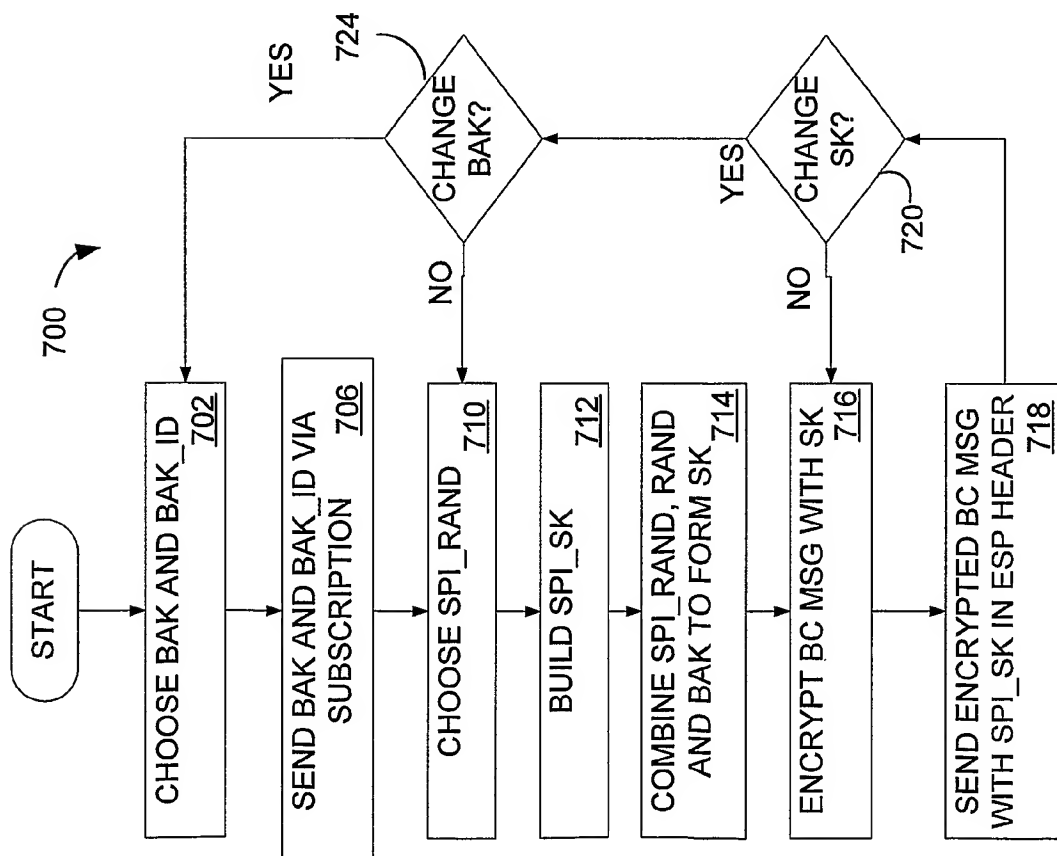 700
START
CHOOSE BAK AND BAK_ID
702
SEND BAK AND BAK_ID VIA
SUBSCRIPTION
706
CHOOSE SPI_RAND
710
BUILD SPI_SK
712
COMBINE SPI_RAND, RAND
AND BAK TO FORM SK
714
ENCRYPT BC MSG WITH SK
716
SEND ENCRYPTED BC MSG
WITH SPI_SK IN ESP HEADER
718
CHANGE
SK?
720
NO
YES
CHANGE
BAK?
724
NO
YES